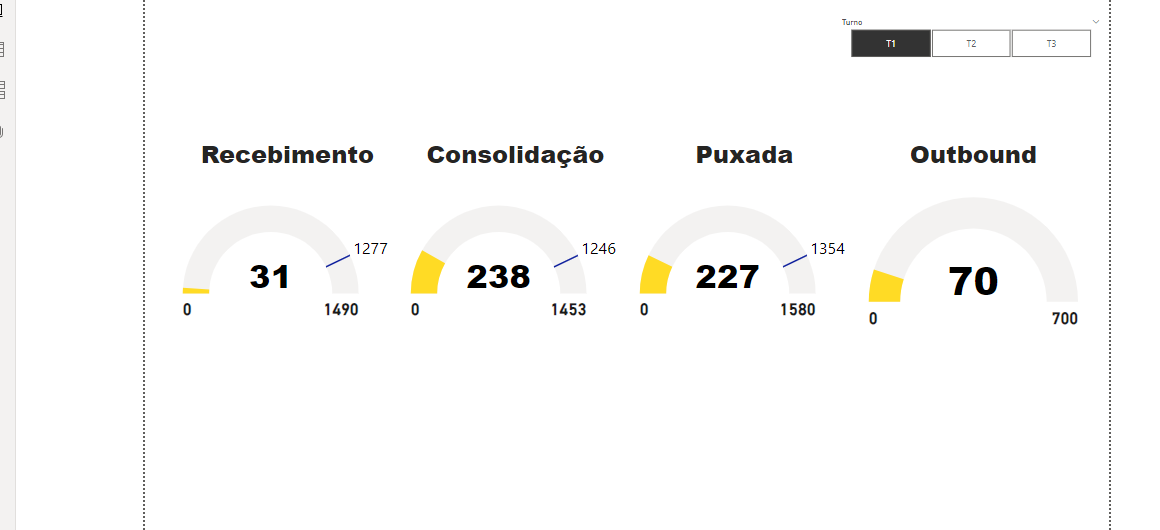 Turno
T1 T2 T3
Recebimento Consolidação Puxada Outbound
1277 1246 1354
31 238 227 70
0 1490 0 1453 0 1580 0 700